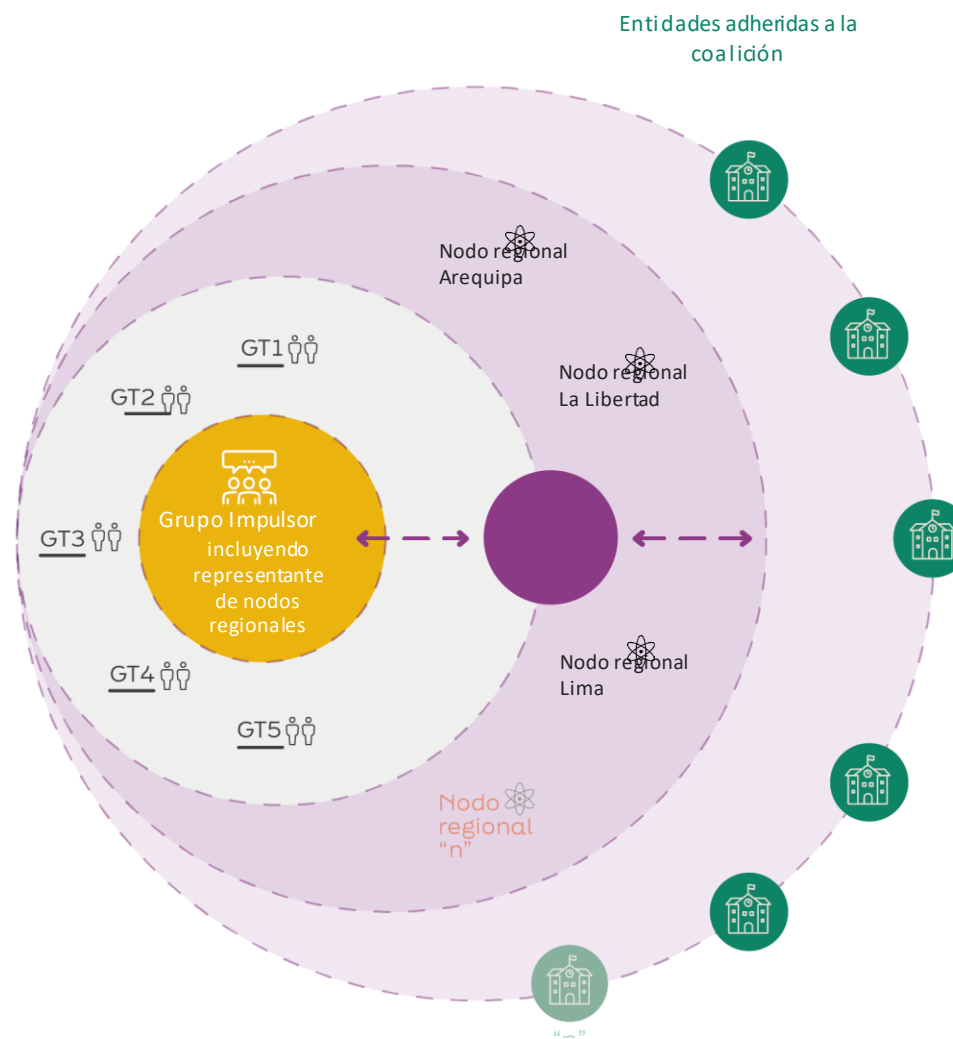 Entidades adheridas a la
coalición
Nodo regional
Arequipa
GT1
Nodo regional
La Libertad
GT2
...
Grupo Impulsor
incluyendo
representante
de nodos
regionales
GT3
Nodo regional
Lima
GT4
GT5
Nodo
regional
“n”
“n”